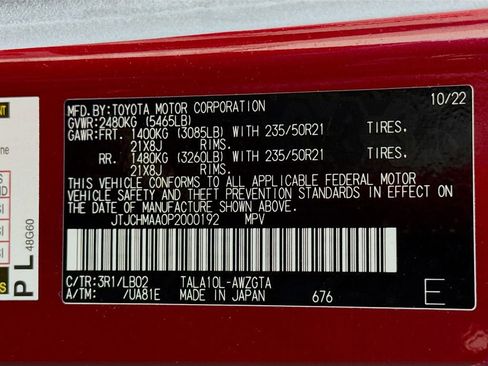 MFD.BY:TOYOTA MOTOR CORPORATION 10/22
GVWR:2480KG (5465LB)
GAWR:FRT. 1400KG (3085LB) WITH 235/50R21 TIRES.
21X8J RIMS.
RR. 1480KG (3260LB) WITH 235/50R21 TIRES.
21X8J RIMS.
THIS VEHICLE CONFORMS TO ALL APPLICABLE FEDERAL MOTOR
VEHICLE SAFETY AND THEFT PREVENTION STANDARDS IN EFFECT ON
THE DATE OF MANUFACTURE SHOWN ABOVE.
JTJCHMAA0P2000192 MPV
C/TR:3R1/LB02 TALA10L-AWZGTA
A/TM: /UA81E MADE IN JAPAN 676 E
PL 48G60